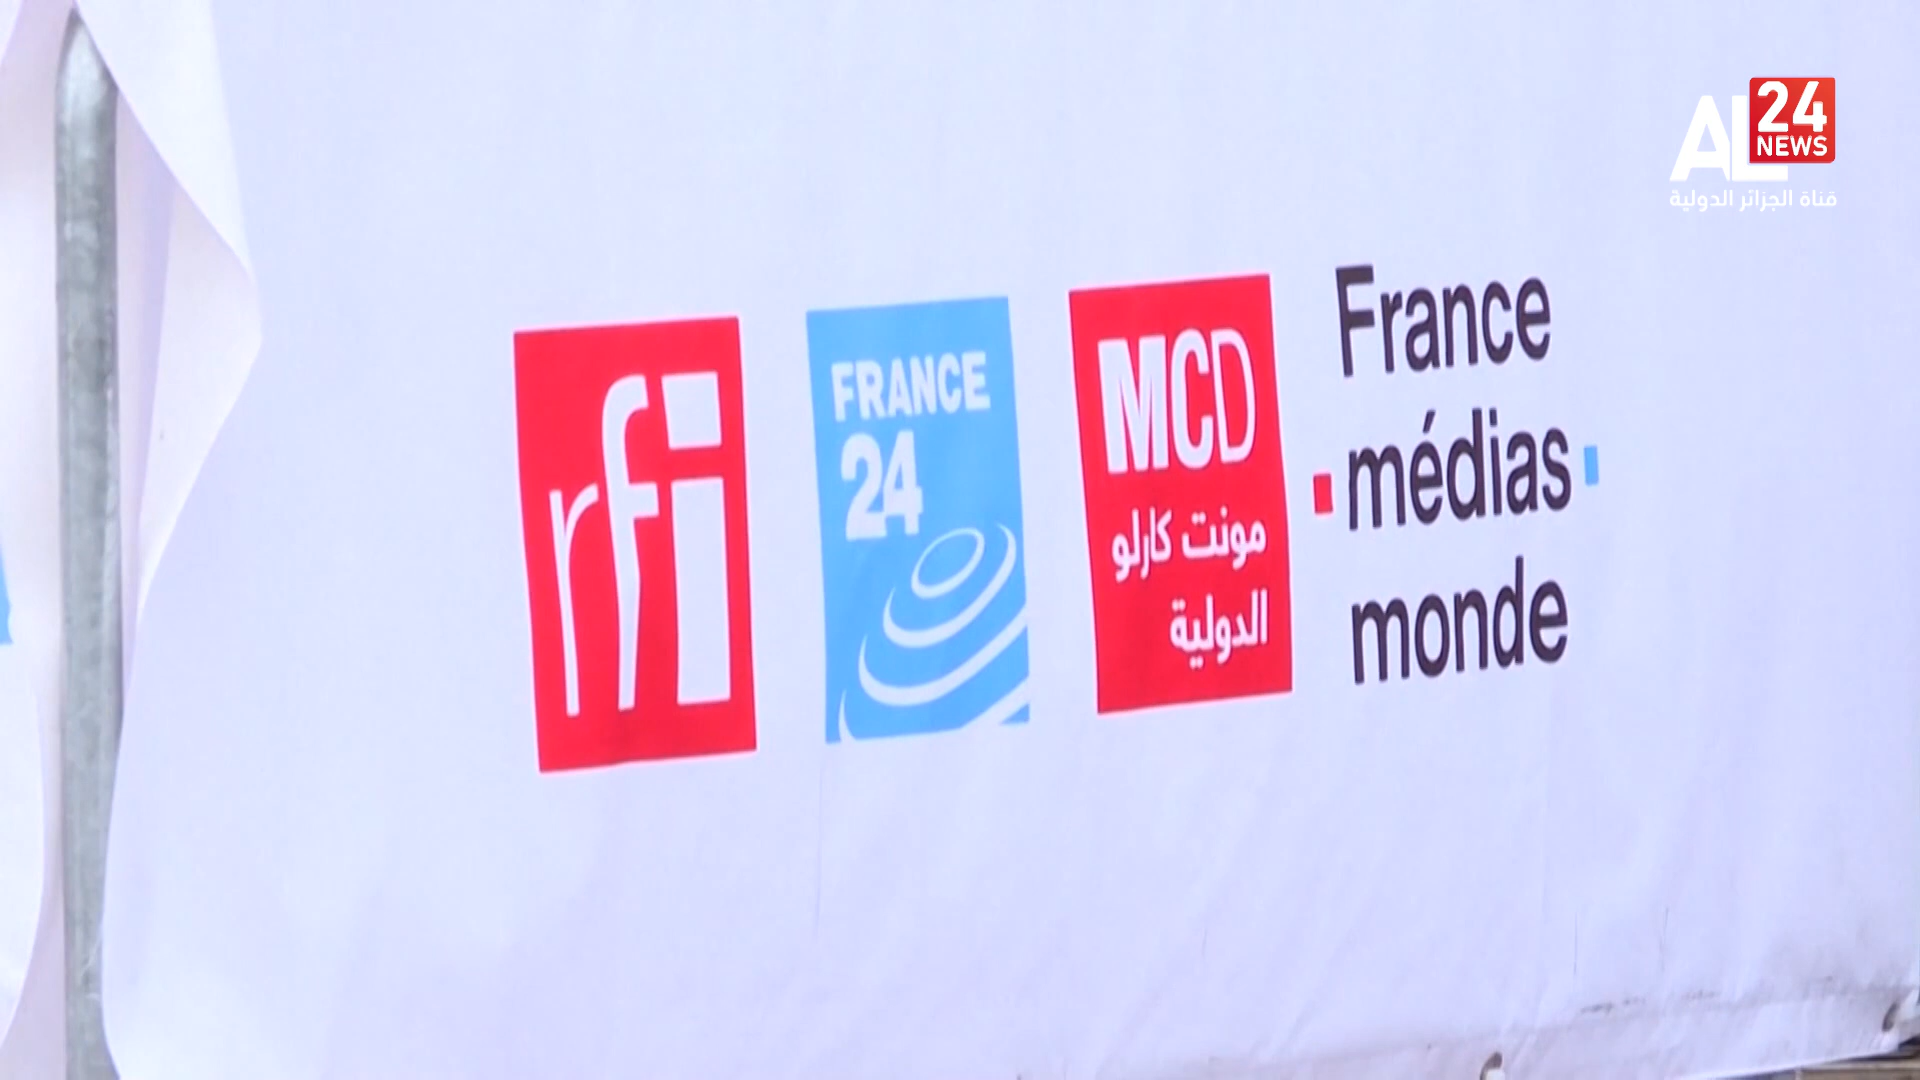 AL 24
NEWS
قناة الجزائر الدولية
rfi
FRANCE
24
MCD
مونت كارلو
الدولية
France
médias
monde